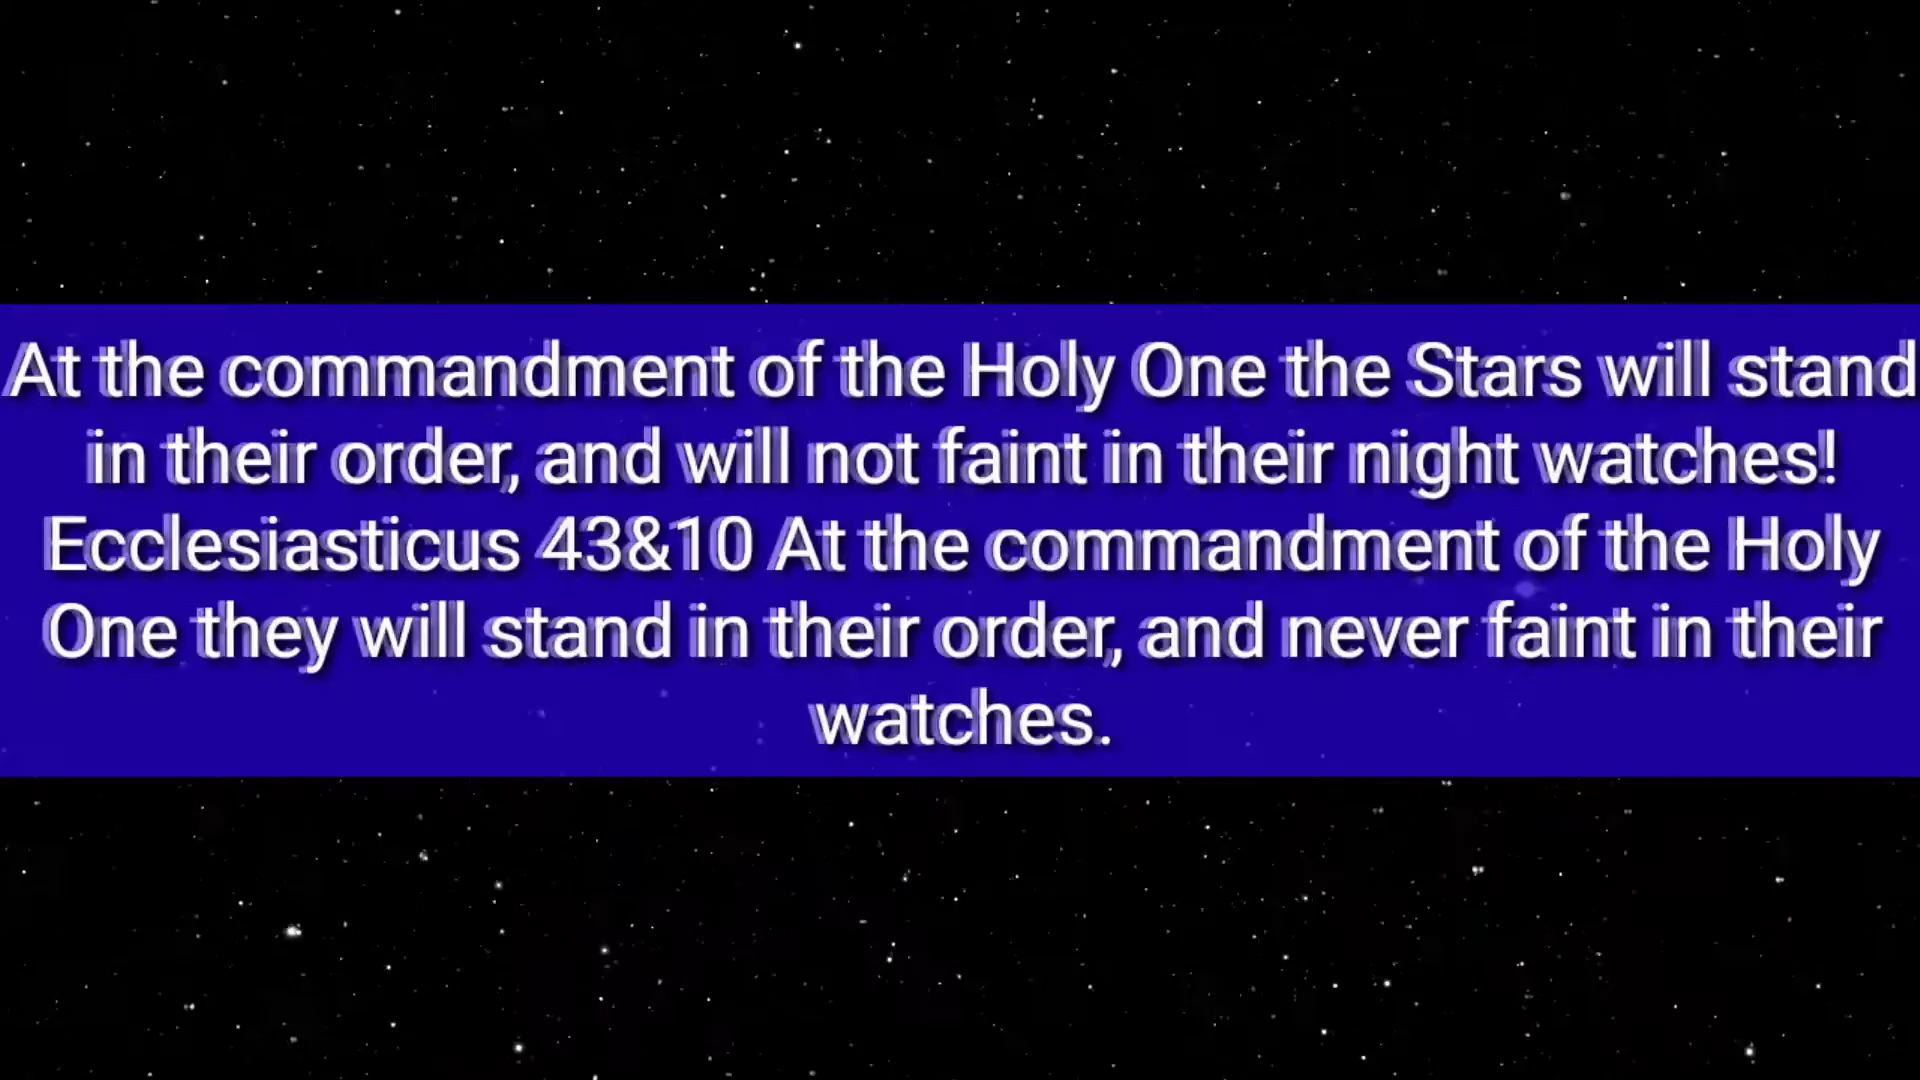 At the commandment of the Holy One the Stars will stand
in their order, and will not faint in their night watches!
Ecclesiasticus 43&10 At the commandment of the Holy
One they will stand in their order, and never faint in their
watches.